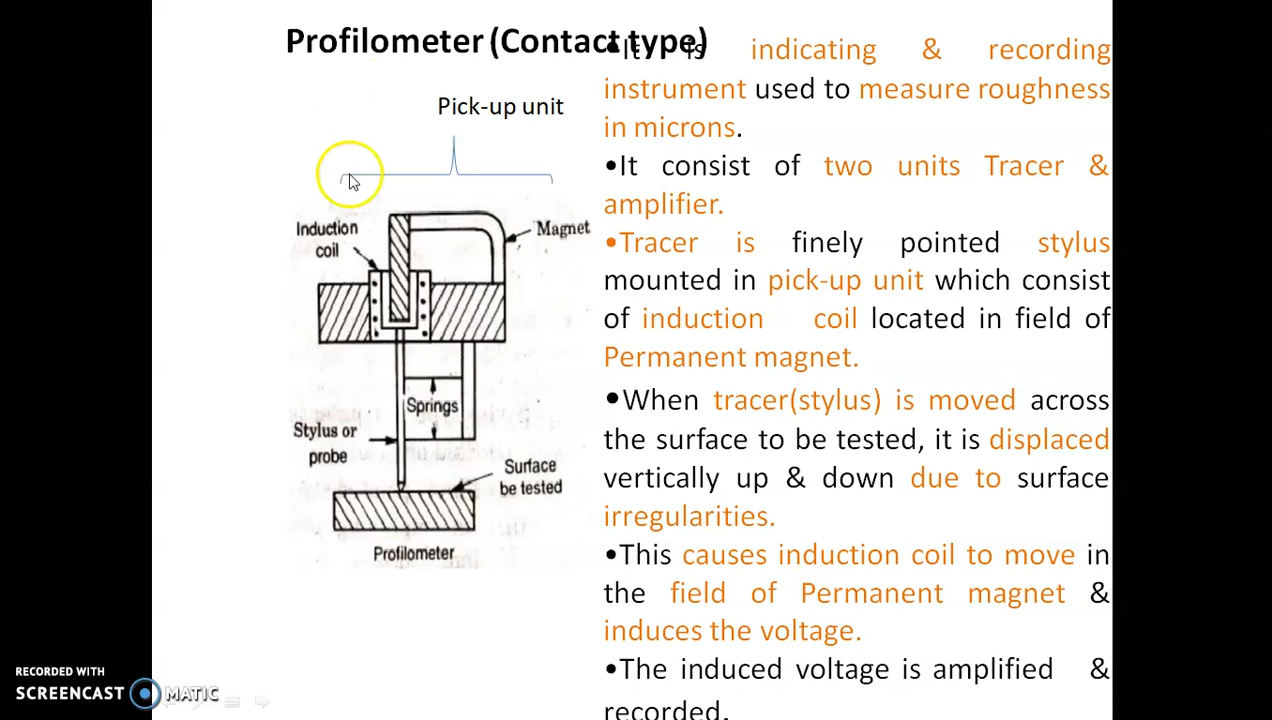 Profilometer (Contact type)
•It is indicating & recording
instrument used to measure roughness
in microns.
•It consist of two units Tracer &
amplifier.
•Tracer is finely pointed stylus
mounted in pick-up unit which consist
of induction coil located in field of
Permanent magnet.
•When tracer(stylus) is moved across
the surface to be tested, it is displaced
vertically up & down due to surface
irregularities.
•This causes induction coil to move in
the field of Permanent magnet &
induces the voltage.
•The induced voltage is amplified &
recorded.
Pick-up unit
Induction
coil
Magnet
Springs
Stylus or
probe
Surface
be tested
Profilometer
RECORDED WITH
SCREENCAST MATIC